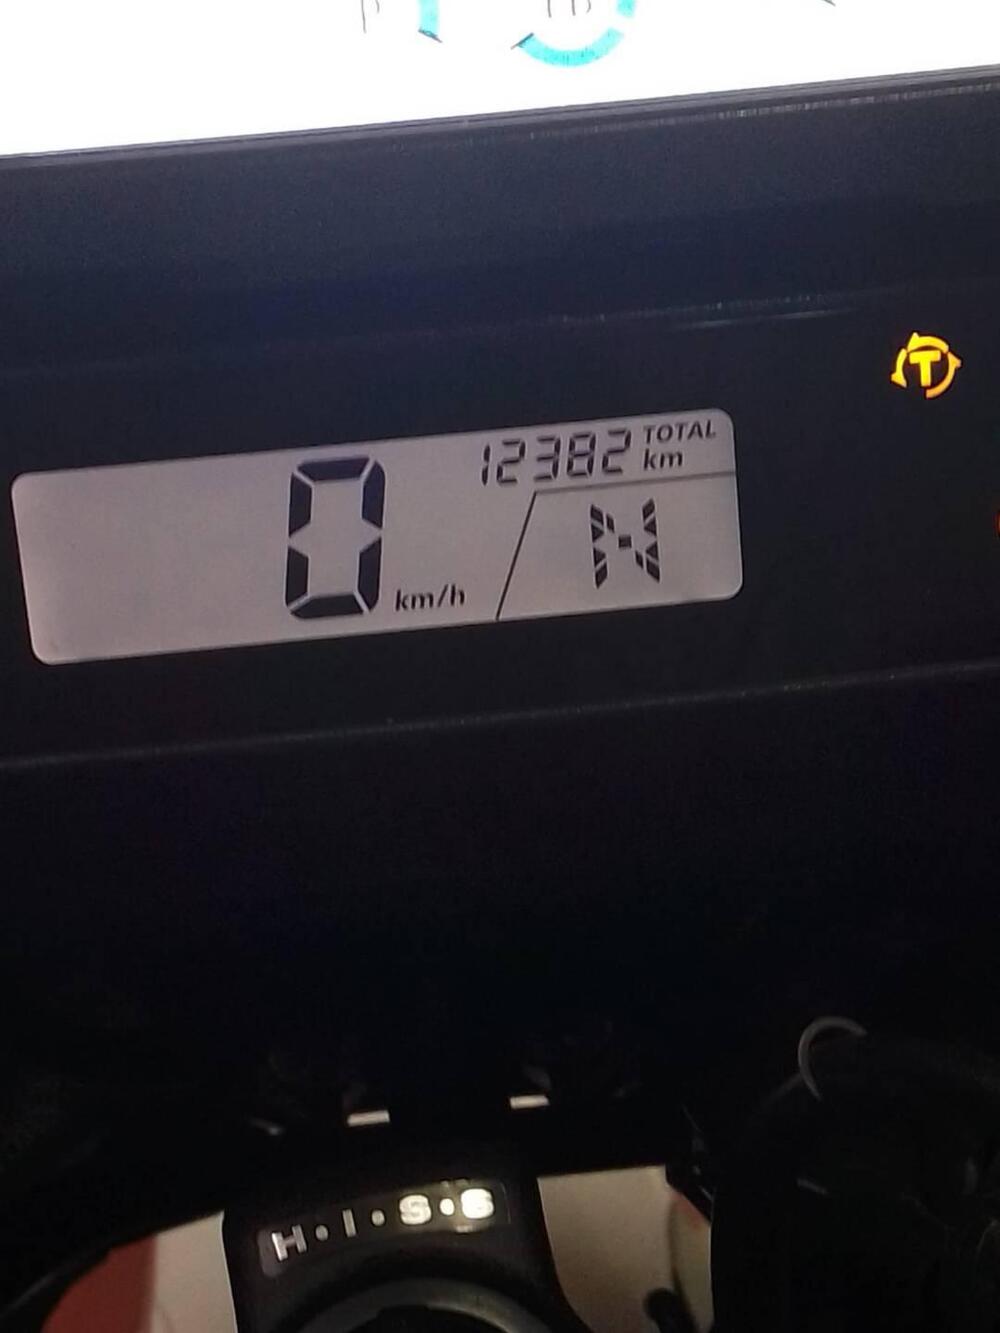 12382 TOTAL
km
0 km/h
N
T
H·I·S·S